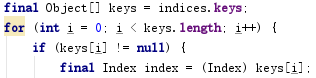 final Object[] keys = indices.keys;
for (int i = 0; i < keys.length; i++) {
if (keys[i] != null) {
final Index index = (Index) keys[i];